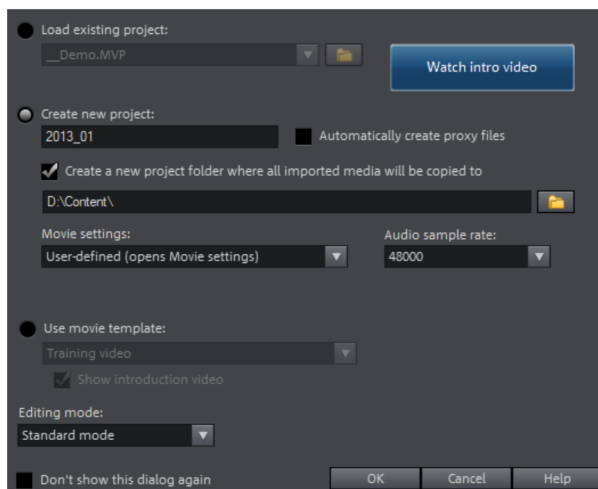 Load existing project:
__Demo.MVP
Watch intro video
Create new project:
2013_01
Automatically create proxy files
Create a new project folder where all imported media will be copied to
D:\Content\
Movie settings:
Audio sample rate:
User-defined (opens Movie settings)
48000
Use movie template:
Training video
Show introduction video
Editing mode:
Standard mode
Don't show this dialog again
OK
Cancel
Help